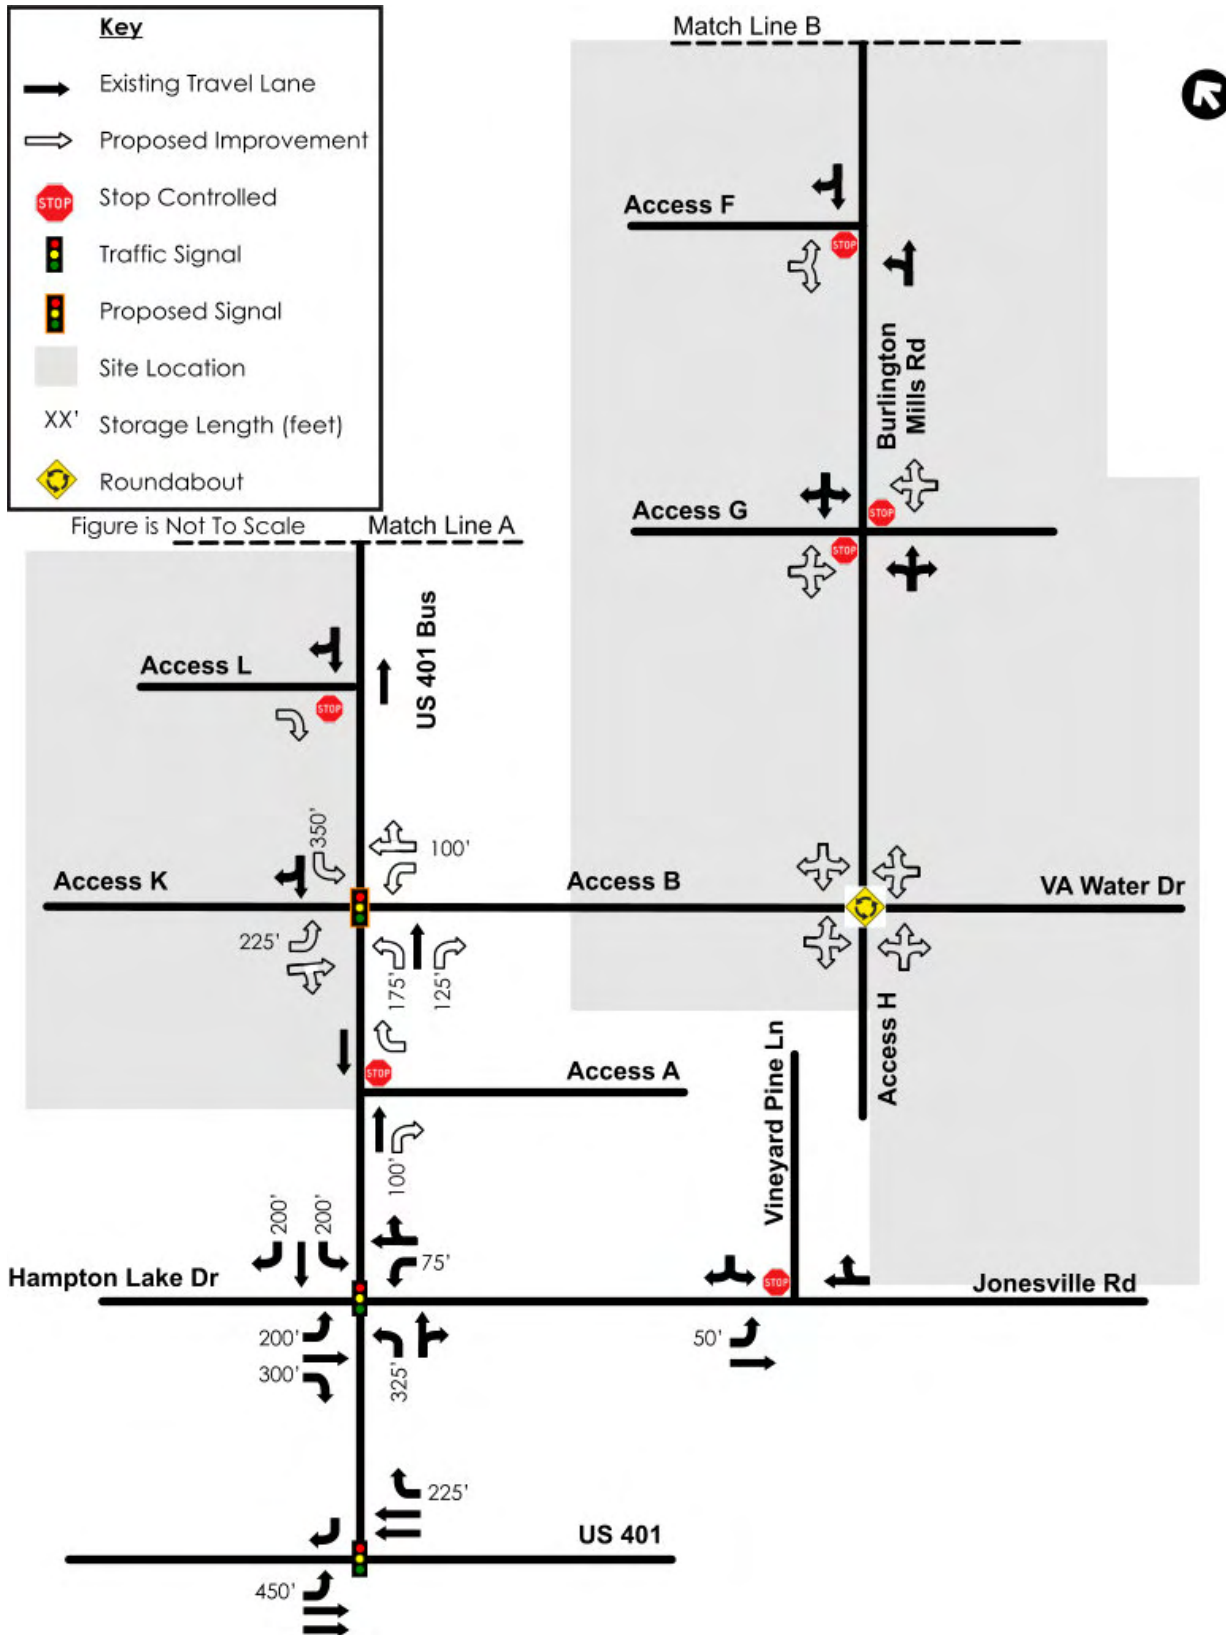 Key
Existing Travel Lane
Proposed Improvement
STOP Stop Controlled
Traffic Signal
Proposed Signal
Site Location
XX' Storage Length (feet)
Roundabout
Figure is Not To Scale
Match Line A
Match Line B
Access F
STOP
Burlington
Mills Rd
Access G
STOP
STOP
US 401 Bus
Access L
STOP
350'
100'
Access K
Access B
VA Water Dr
225'
175'
125'
Access H
STOP
Access A
100'
Vineyard Pine Ln
200'
200'
75'
Hampton Lake Dr
STOP
Jonesville Rd
200'
300'
325'
50'
225'
US 401
450'